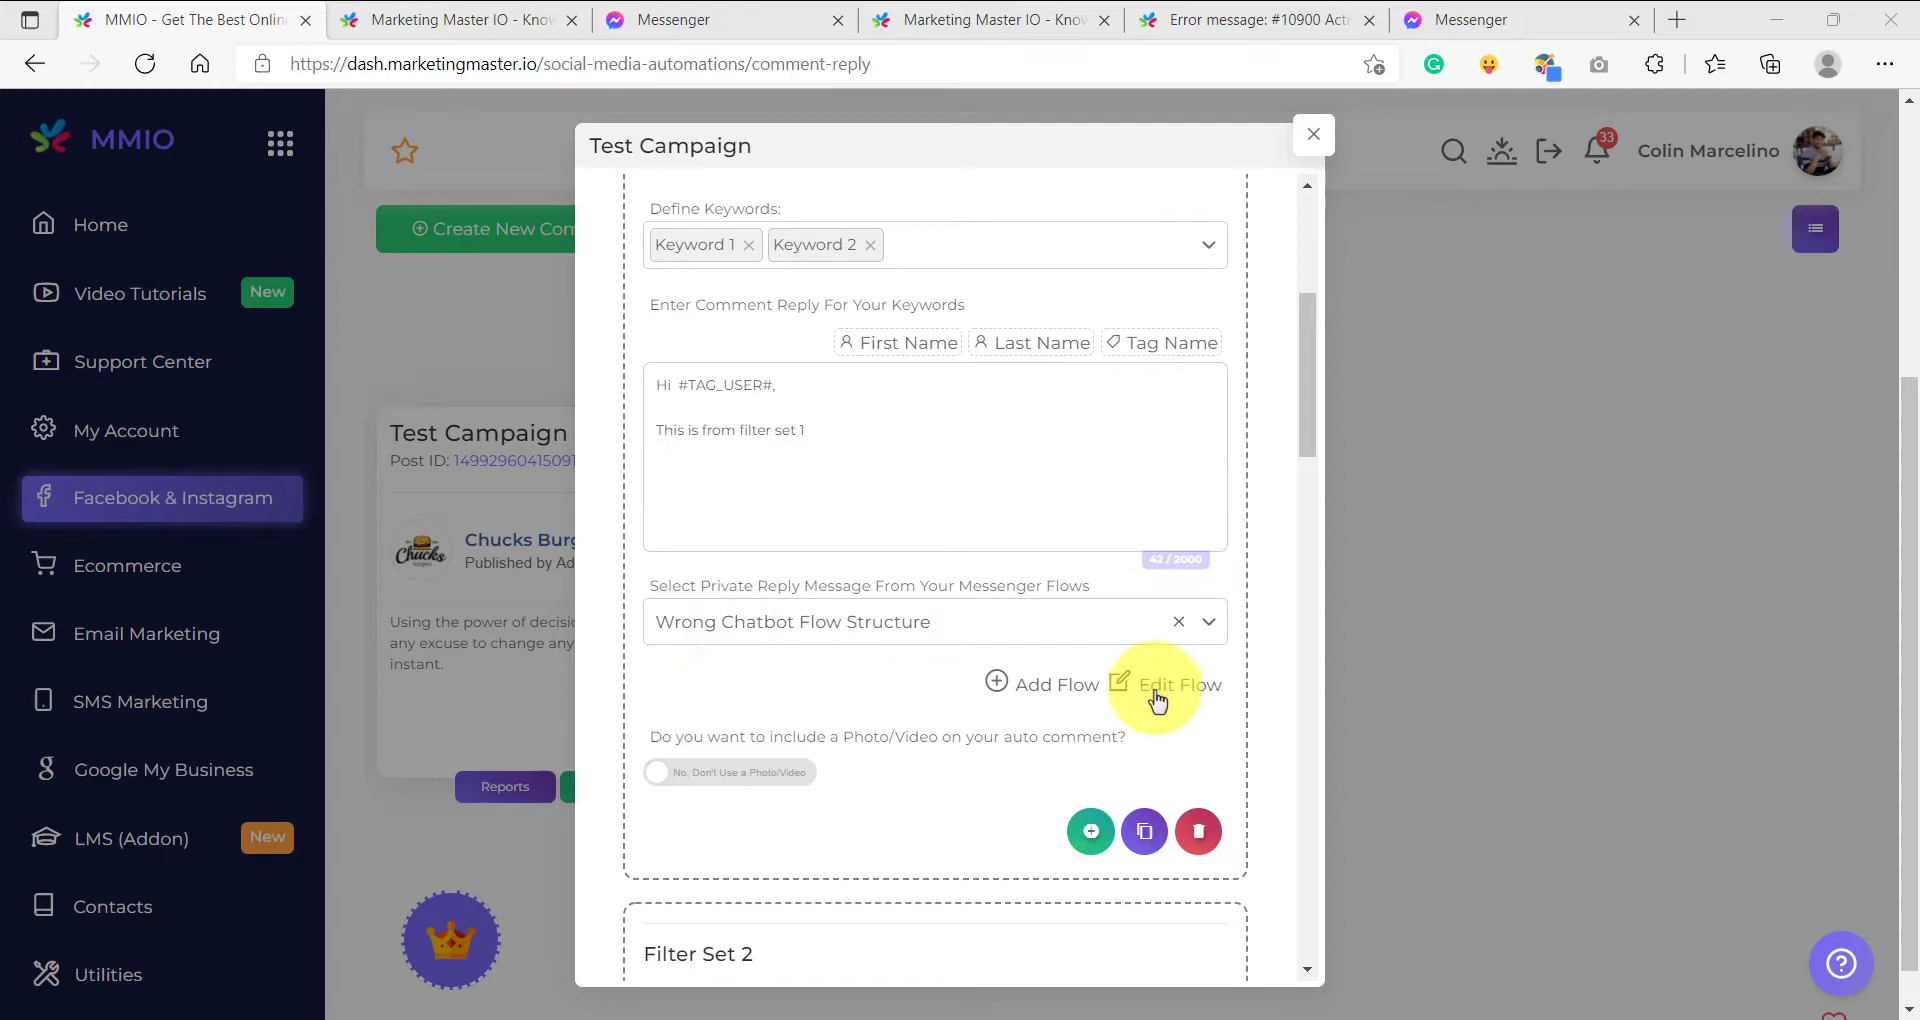 MMIO - Get The Best Onlin
Marketing Master IO - Know
Messenger
Marketing Master IO - Know
Error message: #10900 Acti
Messenger
https://dash.marketingmaster.io/social-media-automations/comment-reply
MMIO
Home
Video Tutorials New
Support Center
My Account
Facebook & Instagram
Ecommerce
Email Marketing
SMS Marketing
Google My Business
LMS (Addon) New
Contacts
Utilities
33
Colin Marcelino
Create New Com
Test Campaign
Post ID: 14992960415091
Chucks
Chucks Burg
Published by Ad
Using the power of decisio
any excuse to change any
instant.
Reports
Test Campaign
Define Keywords:
Keyword 1 Keyword 2
Enter Comment Reply For Your Keywords
First Name Last Name Tag Name
Hi #TAG_USER#,
This is from filter set 1
42 / 2000
Select Private Reply Message From Your Messenger Flows
Wrong Chatbot Flow Structure
Add Flow Edit Flow
Do you want to include a Photo/Video on your auto comment?
No, Don't Use a Photo/Video
Filter Set 2